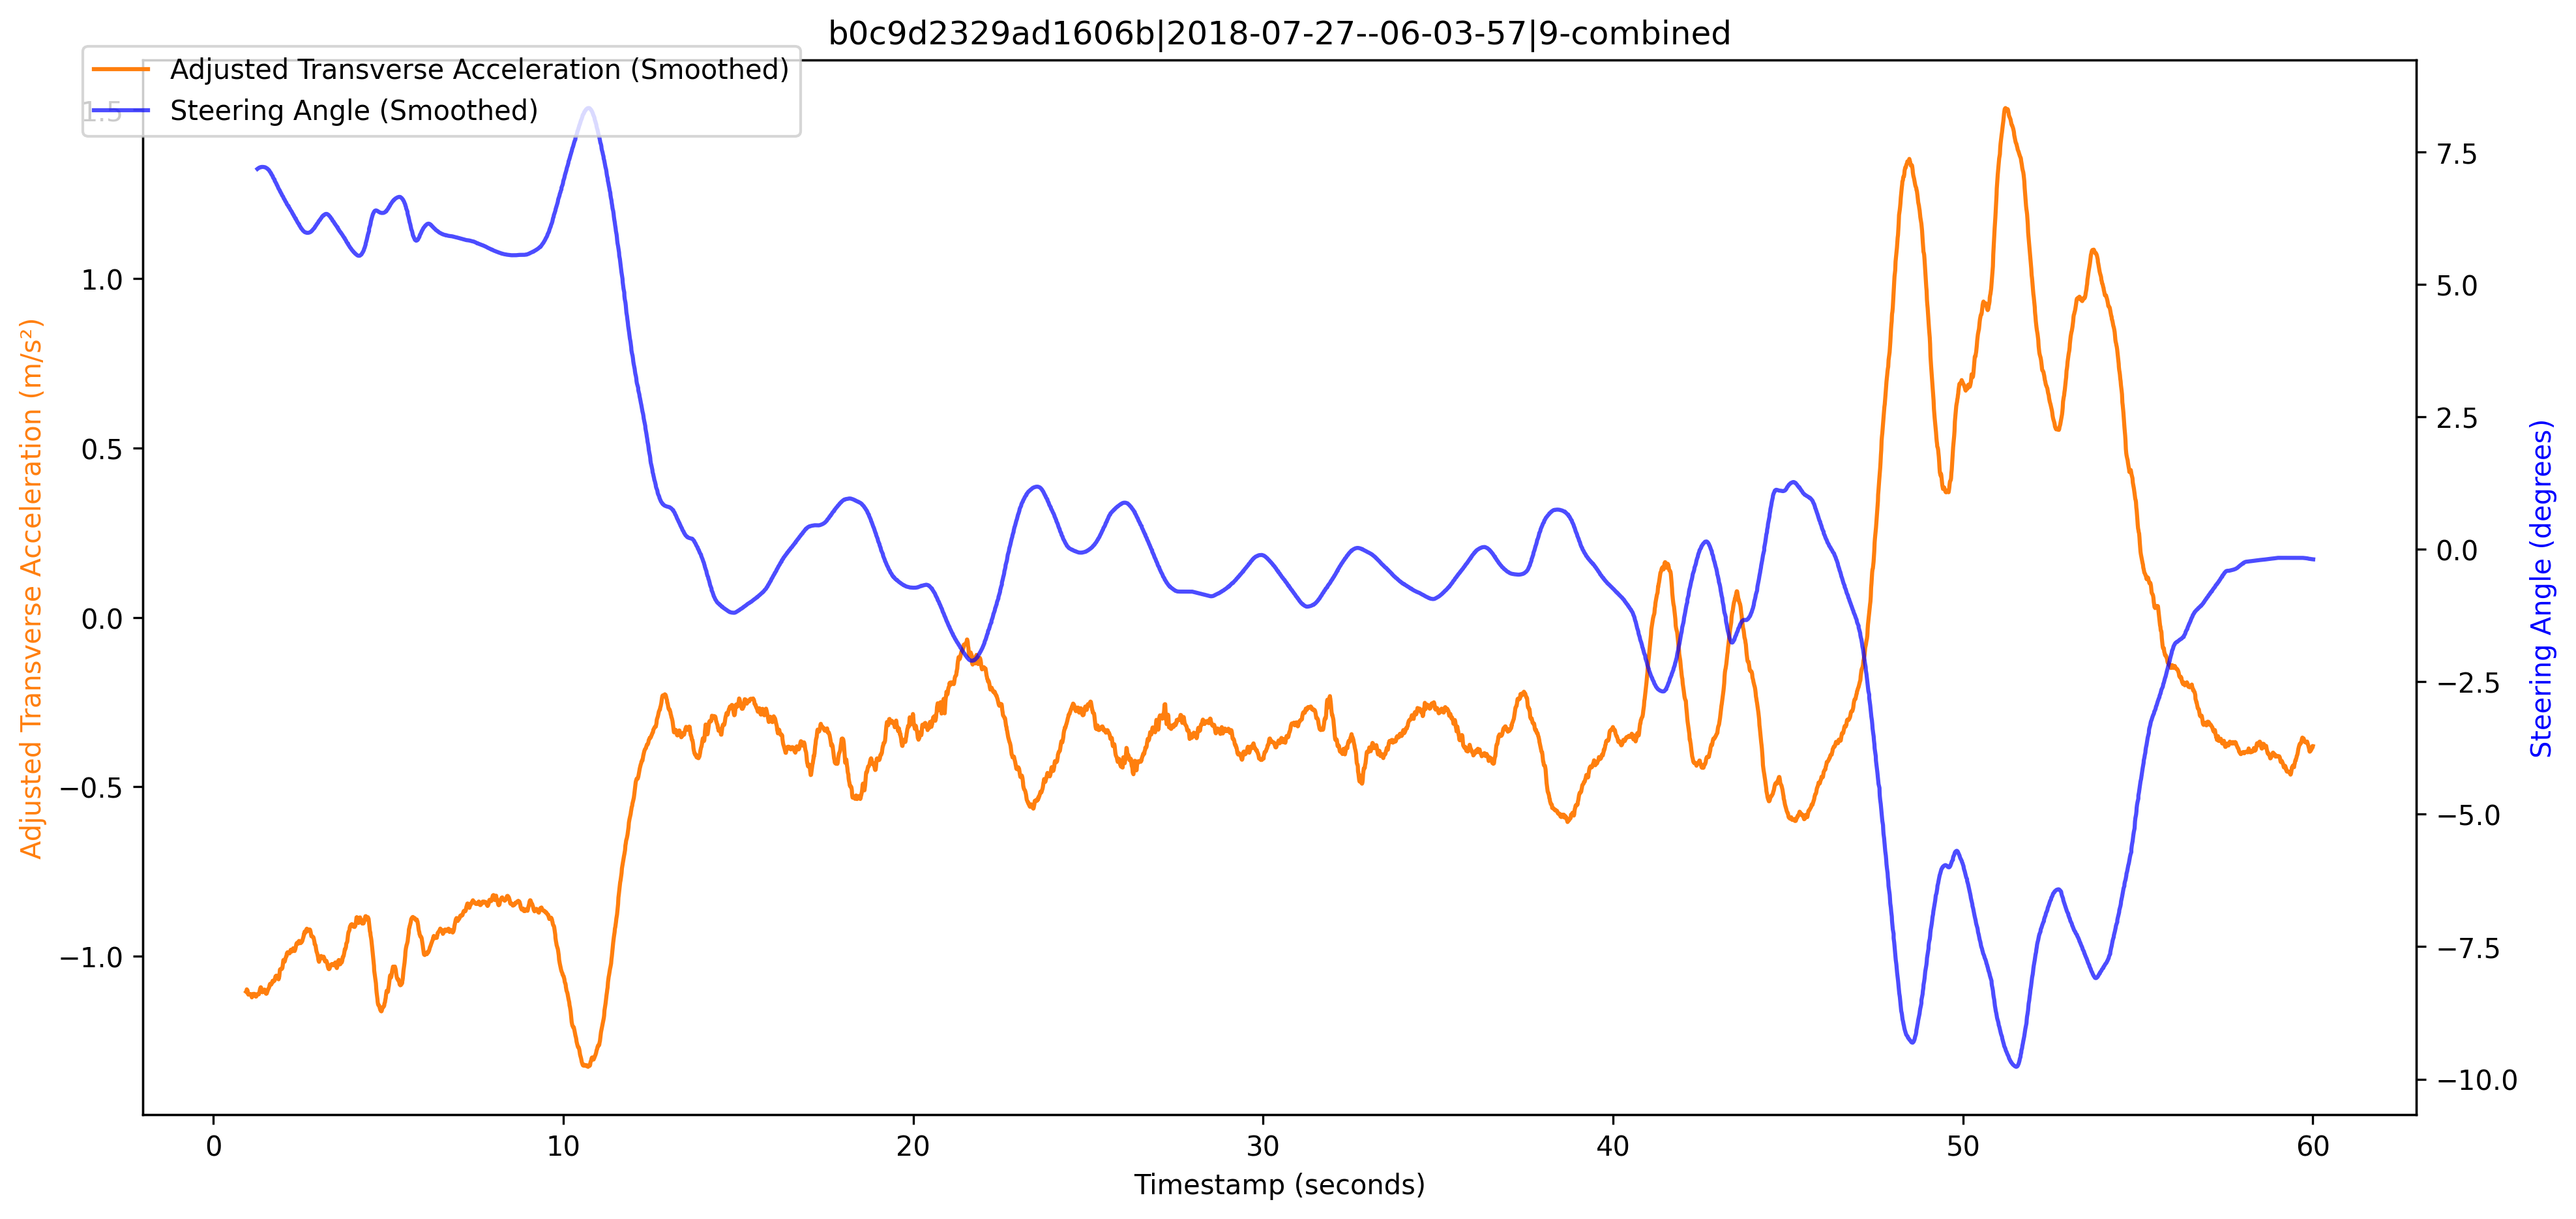 b0c9d2329ad1606b|2018-07-27--06-03-57|9-combined
Adjusted Transverse Acceleration (Smoothed)
Steering Angle (Smoothed)
1.5
1.0
0.5
0.0
−0.5
−1.0
Adjusted Transverse Acceleration (m/s²)
7.5
5.0
2.5
0.0
−2.5
−5.0
−7.5
−10.0
Steering Angle (degrees)
0 10 20 30 40 50 60
Timestamp (seconds)